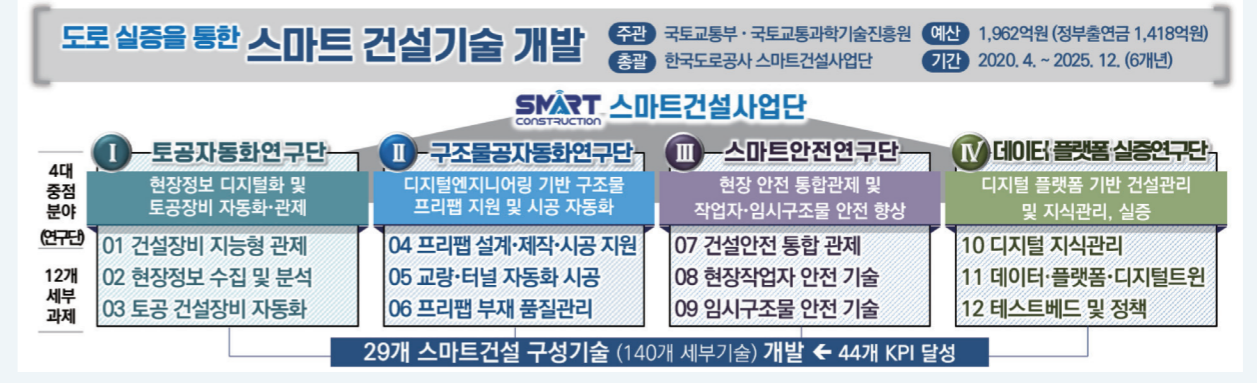 도로 실증을 통한 스마트 건설기술 개발
주관 국토교통부·국토교통과학기술진흥원
예산 1,962억원 (정부출연금 1,418억원)
총괄 한국도로공사 스마트건설사업단
기간 2020. 4. ~ 2025. 12. (6개년)
SMART CONSTRUCTION 스마트건설사업단
4대
중점
분야
(연구단)
12개
세부
과제
Ⅰ 토공자동화연구단
현장정보 디지털화 및
토공장비 자동화·관제
01 건설장비 지능형 관제
02 현장정보 수집 및 분석
03 토공 건설장비 자동화
Ⅱ 구조물공자동화연구단
디지털엔지니어링 기반 구조물
프리팹 지원 및 시공 자동화
04 프리팹 설계·제작·시공 지원
05 교량·터널 자동화 시공
06 프리팹 부재 품질관리
Ⅲ 스마트안전연구단
현장 안전 통합관제 및
작업자·임시구조물 안전 향상
07 건설안전 통합 관제
08 현장작업자 안전 기술
09 임시구조물 안전 기술
Ⅳ 데이터 플랫폼 실증연구단
디지털 플랫폼 기반 건설관리
및 지식관리, 실증
10 디지털 지식관리
11 데이터·플랫폼·디지털트윈
12 테스트베드 및 정책
29개 스마트건설 구성기술 (140개 세부기술) 개발 ← 44개 KPI 달성